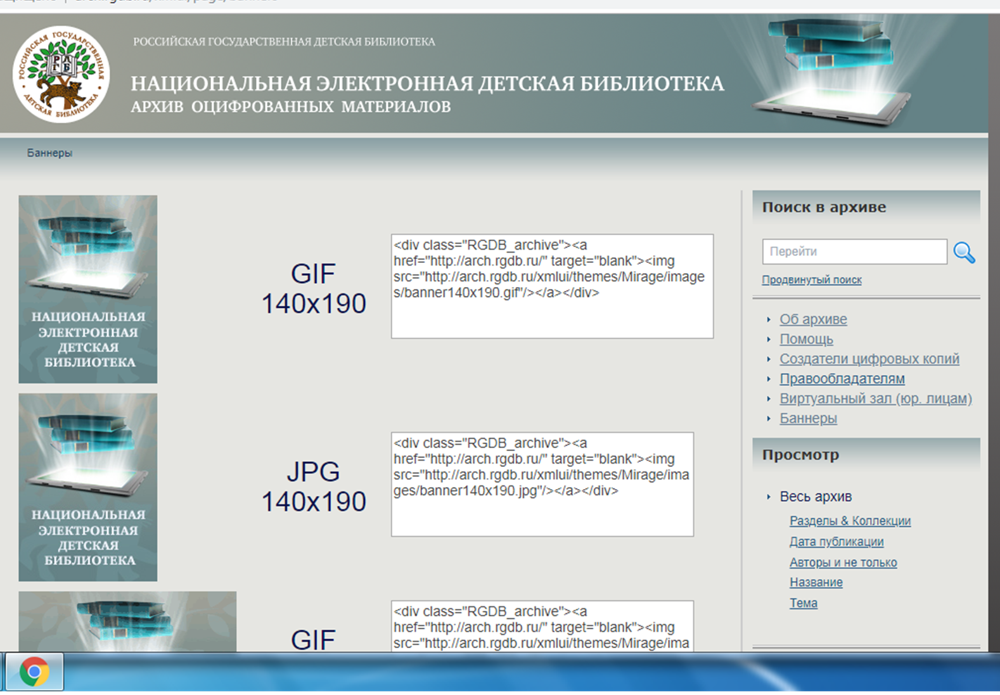 РОССИЙСКАЯ ГОСУДАРСТВЕННАЯ ДЕТСКАЯ БИБЛИОТЕКА
РОССИЙСКАЯ ГОСУДАРСТВЕННАЯ
ДЕТСКАЯ БИБЛИОТЕКА
РГДБ
НАЦИОНАЛЬНАЯ ЭЛЕКТРОННАЯ ДЕТСКАЯ БИБЛИОТЕКА
АРХИВ ОЦИФРОВАННЫХ МАТЕРИАЛОВ
Баннеры
НАЦИОНАЛЬНАЯ
ЭЛЕКТРОННАЯ
ДЕТСКАЯ
БИБЛИОТЕКА
GIF
140x190
<div class="RGDB_archive"><a
href="http://arch.rgdb.ru/" target="blank"><img
src="http://arch.rgdb.ru/xmlui/themes/Mirage/image
s/banner140x190.gif"/></a></div>
НАЦИОНАЛЬНАЯ
ЭЛЕКТРОННАЯ
ДЕТСКАЯ
БИБЛИОТЕКА
JPG
140x190
<div class="RGDB_archive"><a
href="http://arch.rgdb.ru/" target="blank"><img
src="http://arch.rgdb.ru/xmlui/themes/Mirage/ima
ges/banner140x190.jpg"/></a></div>
GIF
<div class="RGDB_archive"><a
href="http://arch.rgdb.ru/" target="blank"><img
src="http://arch.rgdb.ru/xmlui/themes/Mirage/ima
Поиск в архиве
Перейти
Продвинутый поиск
Об архиве
Помощь
Создатели цифровых копий
Правообладателям
Виртуальный зал (юр. лицам)
Баннеры
Просмотр
Весь архив
Разделы & Коллекции
Дата публикации
Авторы и не только
Название
Тема